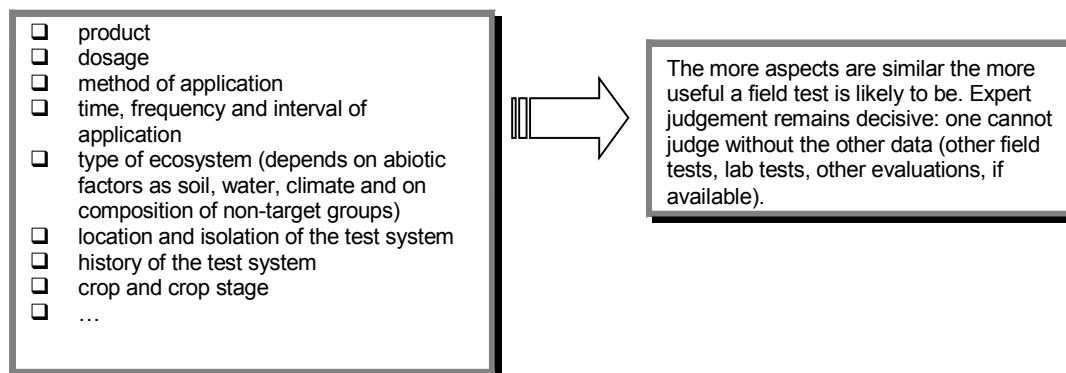 ❑ product
❑ dosage
❑ method of application
❑ time, frequency and interval of
application
❑ type of ecosystem (depends on abiotic
factors as soil, water, climate and on
composition of non-target groups)
❑ location and isolation of the test system
❑ history of the test system
❑ crop and crop stage
❑ …
The more aspects are similar the more
useful a field test is likely to be. Expert
judgement remains decisive: one cannot
judge without the other data (other field
tests, lab tests, other evaluations, if
available).